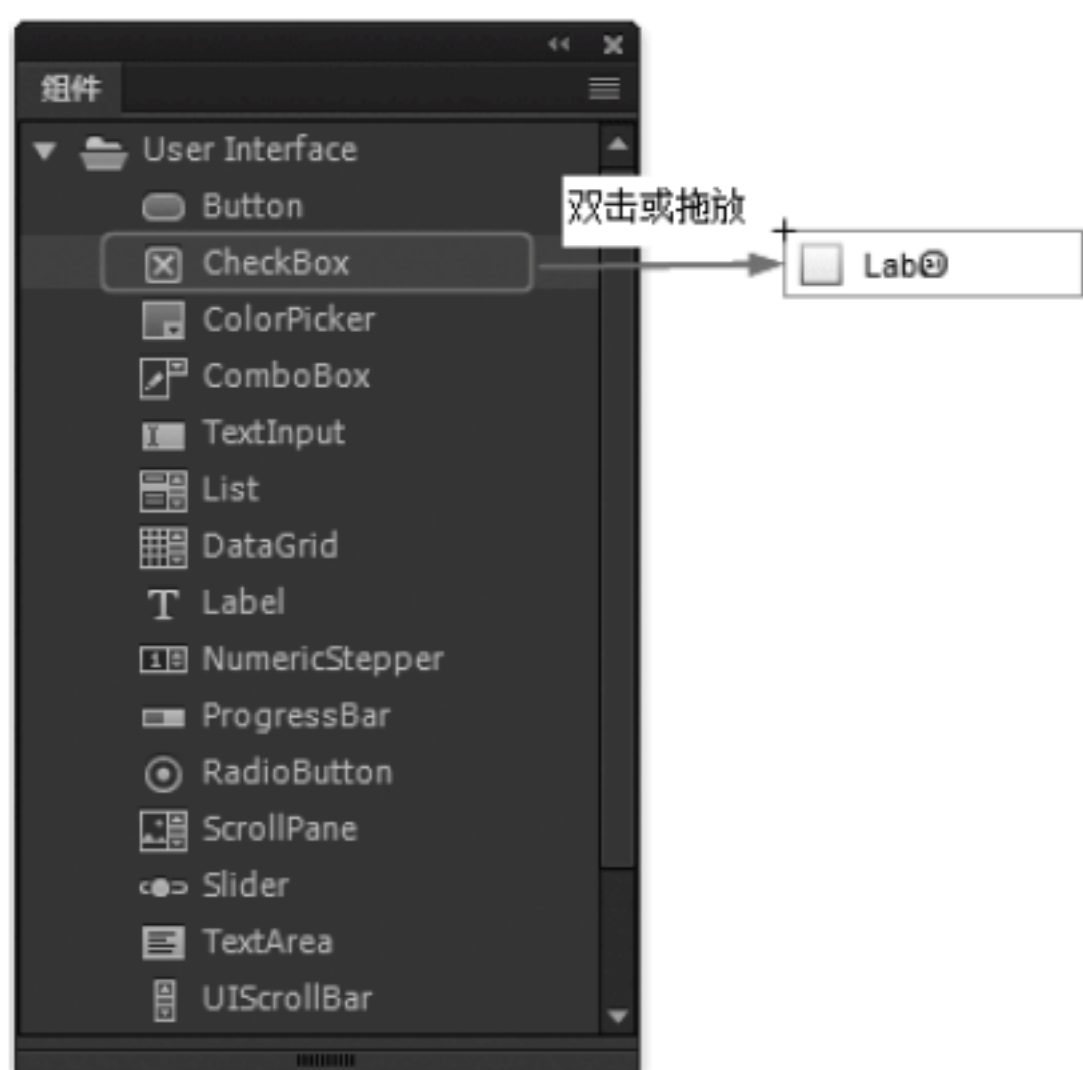 组件
User Interface
Button
双击或拖放
CheckBox
Lab
ColorPicker
ComboBox
TextInput
List
DataGrid
Label
NumericStepper
ProgressBar
RadioButton
ScrollPane
Slider
TextArea
UIScrollBar